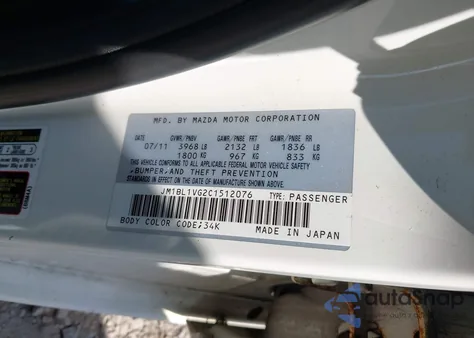 MFD. BY MAZDA MOTOR CORPORATION
07/11 GVWR/PNBV 3968 LB GAWR/PNBE FRT 2132 LB GAWR/PNBE RR 1836 LB
1800 KG 967 KG 833 KG
THIS VEHICLE CONFORMS TO ALL APPLICABLE FEDERAL MOTOR VEHICLE SAFETY
BUMPER, AND THEFT PREVENTION
STANDARDS IN EFFECT ON THE DATE OF MANUFACTURE SHOWN ABOVE.
JM1BL1VG2C1512076 TYPE: PASSENGER
BODY COLOR CODE;34K MADE IN JAPAN
autoSnap